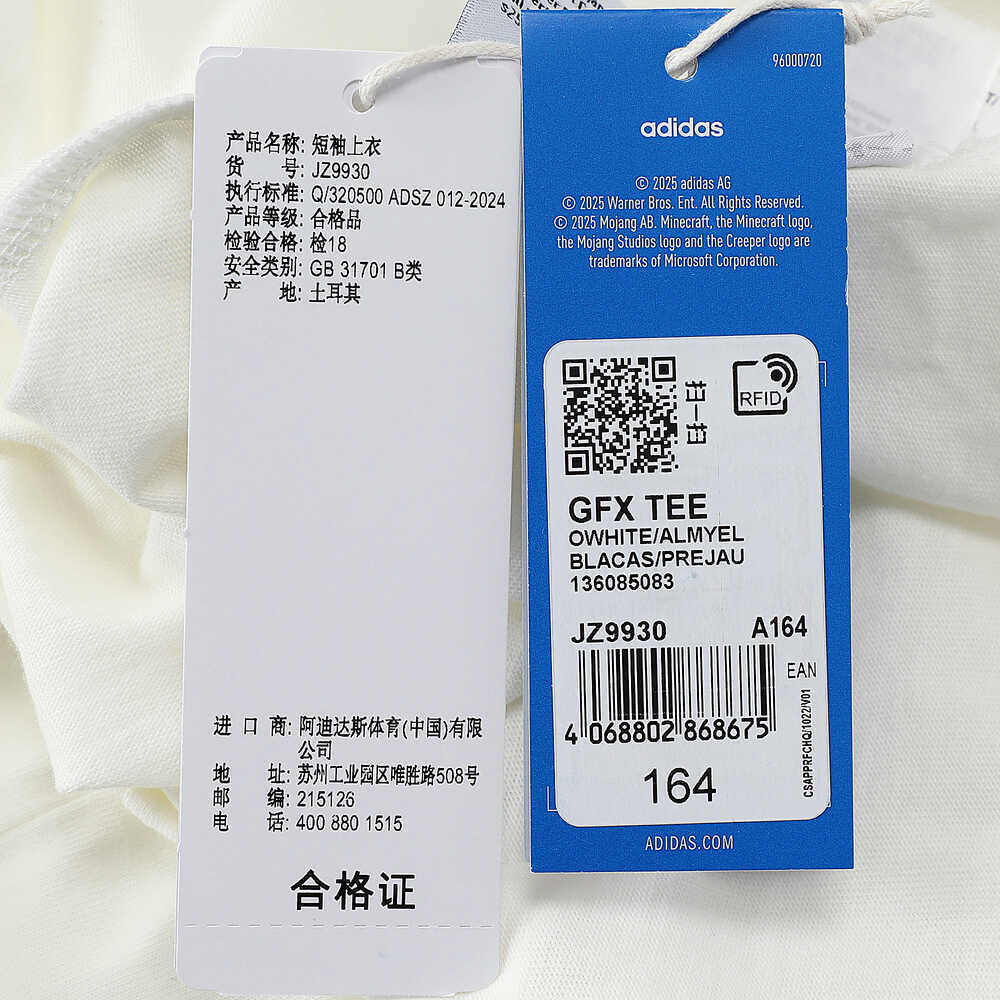 产品名称: 短袖上衣
货 号: JZ9930
执行标准: Q/320500 ADSZ 012-2024
产品等级: 合格品
检验合格: 检18
安全类别: GB 31701 B类
产 地: 土耳其
进 口 商: 阿迪达斯体育(中国)有限
公司
地 址: 苏州工业园区唯胜路508号
邮 编: 215126
电 话: 400 880 1515
合格证
96000720
adidas
© 2025 adidas AG
© 2025 Warner Bros. Ent. All Rights Reserved.
© 2025 Mojang AB. Minecraft, the Minecraft logo,
the Mojang Studios logo and the Creeper logo are
trademarks of Microsoft Corporation.
扫一扫
RFID
GFX TEE
OWHITE/ALMYEL
BLACAS/PREJAU
136085083
JZ9930 A164
EAN
4 068802 868675
CSAPPRFCHQ/1022/V01
164
ADIDAS.COM